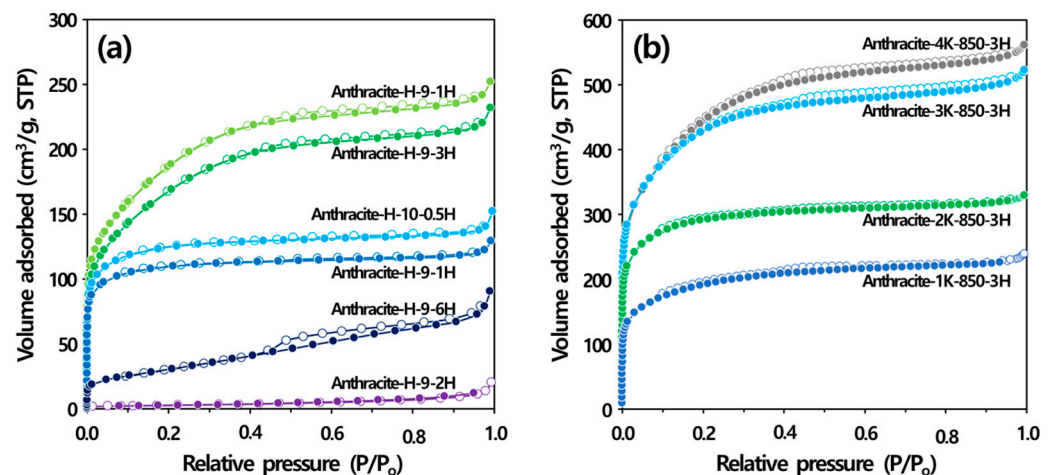 (a)
300
250
200
150
100
50
0
Volume adsorbed (cm³/g, STP)
Anthracite-H-9-1H
Anthracite-H-9-3H
Anthracite-H-10-0.5H
Anthracite-H-9-1H
Anthracite-H-9-6H
Anthracite-H-9-2H
0.0 0.2 0.4 0.6 0.8 1.0
Relative pressure (P/Pₒ)
(b)
600
500
400
300
200
100
0
Volume adsorbed (cm³/g, STP)
Anthracite-4K-850-3H
Anthracite-3K-850-3H
Anthracite-2K-850-3H
Anthracite-1K-850-3H
0.0 0.2 0.4 0.6 0.8 1.0
Relative pressure (P/Pₒ)